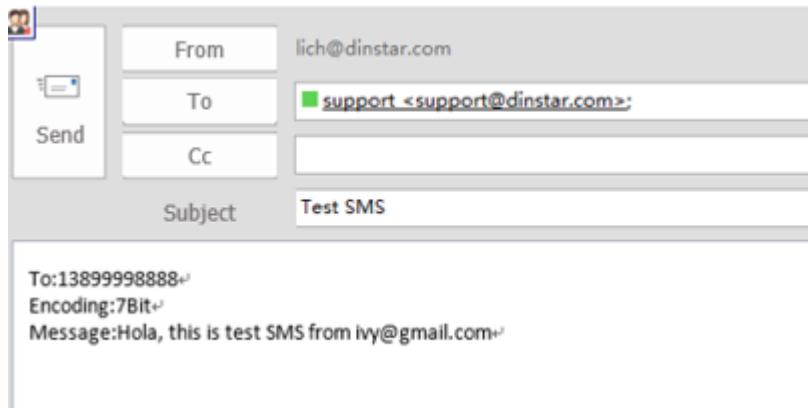 From lich@dinstar.com
Send
To support <support@dinstar.com>;
Cc
Subject Test SMS
To:13899998888↵
Encoding:7Bit↵
Message:Hola, this is test SMS from ivy@gmail.com↵